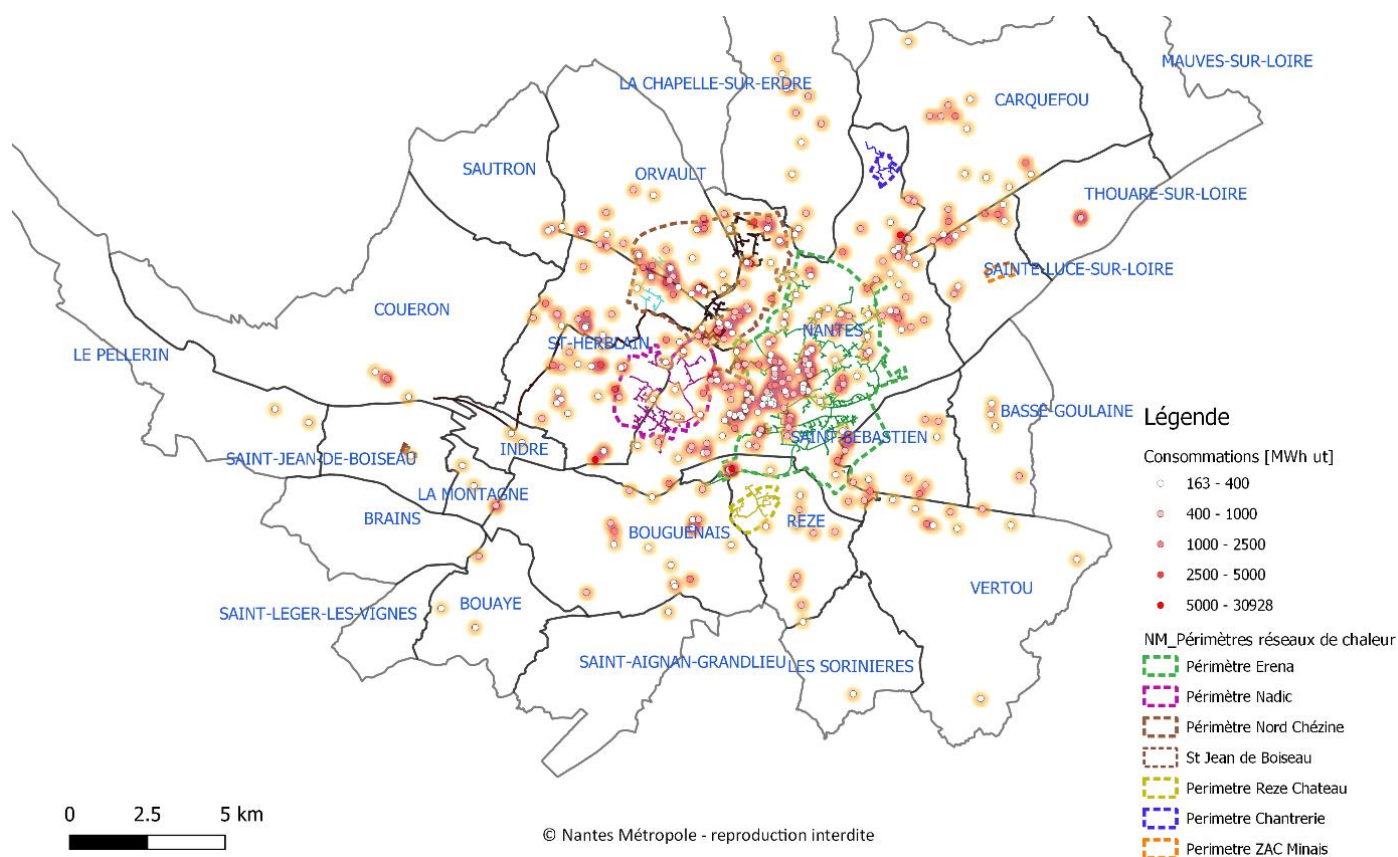 MAUVES-SUR-LOIRE
LA CHAPELLE-SUR-ERDRE
CARQUEFOU
SAUTRON
ORVAULT
THOUARE-SUR-LOIRE
SAINTE-LUCE-SUR-LOIRE
COUERON
NANTES
ST-HERBLAIN
LE PELLERIN
BASSE-GOULAINE
SAINT-SEBASTIEN
INDRE
SAINT-JEAN-DE-BOISEAU
LA MONTAGNE
BRAINS
REZE
BOUGUENAIS
VERTOU
BOUAYE
SAINT-LEGER-LES-VIGNES
SAINT-AIGNAN-GRANDLIEU
LES SORINIERES
Légende
Consommations [MWh ut]
163 - 400
400 - 1000
1000 - 2500
2500 - 5000
5000 - 30928
NM_Périmètres réseaux de chaleur
Périmètre Erena
Périmètre Nadic
Périmètre Nord Chézine
St Jean de Boiseau
Perimetre Reze Chateau
Perimetre Chantrerie
Perimetre ZAC Minais
0 2.5 5 km
© Nantes Métropole - reproduction interdite